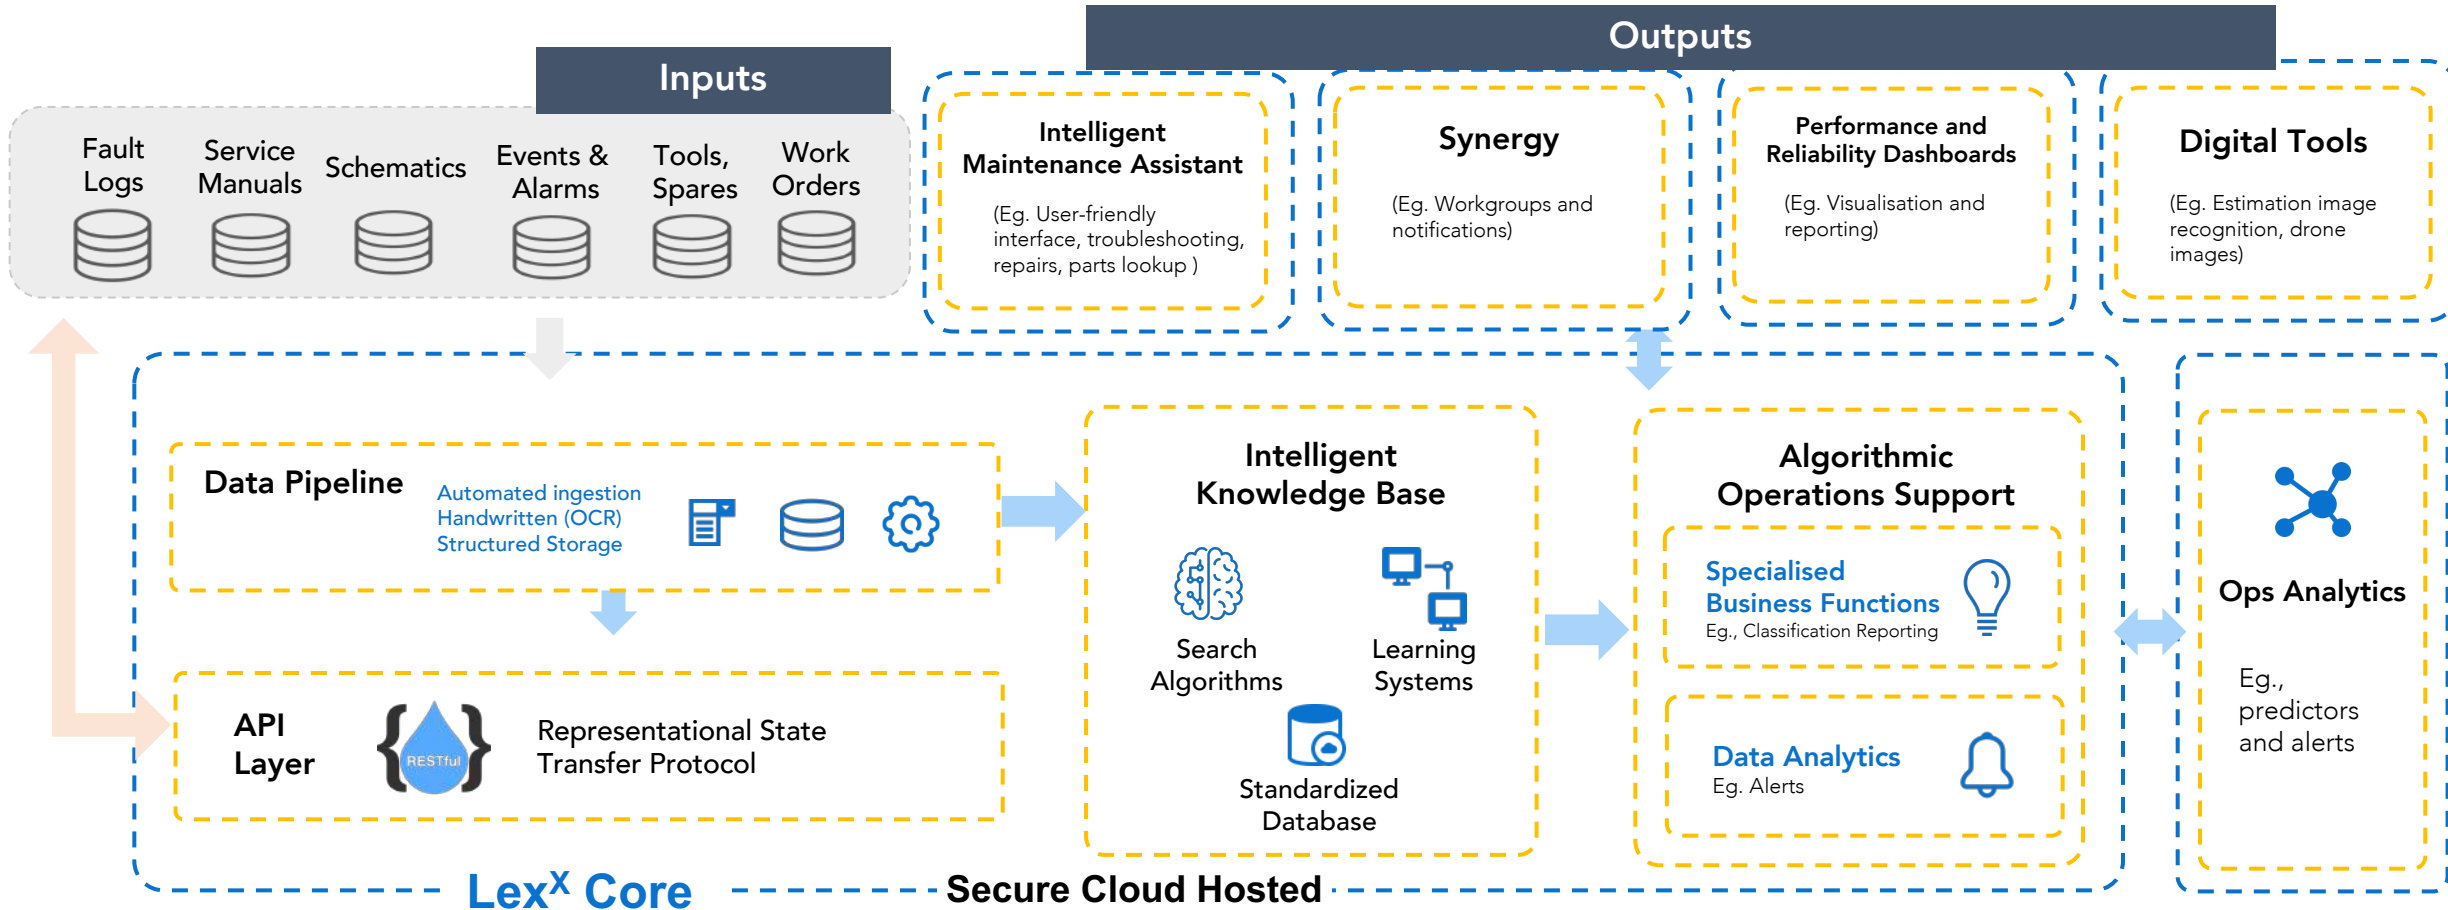 Inputs
Fault
Logs
Service
Manuals
Schematics
Events &
Alarms
Tools,
Spares
Work
Orders
Outputs
Intelligent
Maintenance Assistant
(Eg. User-friendly
interface, troubleshooting,
repairs, parts lookup )
Synergy
(Eg. Workgroups and
notifications)
Performance and
Reliability Dashboards
(Eg. Visualisation and
reporting)
Digital Tools
(Eg. Estimation image
recognition, drone
images)
Data Pipeline
Automated ingestion
Handwritten (OCR)
Structured Storage
API
Layer
{RESTful}
Representational State
Transfer Protocol
Intelligent
Knowledge Base
Search
Algorithms
Learning
Systems
Standardized
Database
Algorithmic
Operations Support
Specialised
Business Functions
Eg., Classification Reporting
Data Analytics
Eg. Alerts
Ops Analytics
Eg.,
predictors
and alerts
Lex^X Core
Secure Cloud Hosted